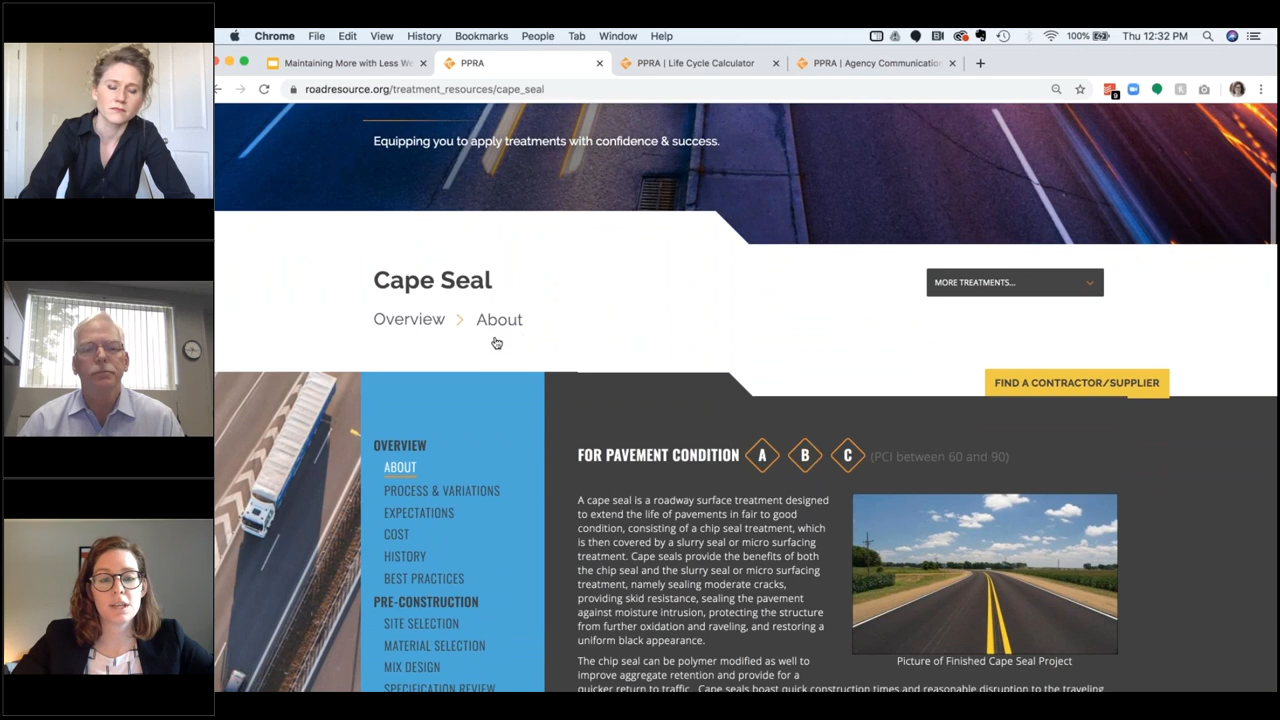 Chrome File Edit View History Bookmarks People Tab Window Help
100% Thu 12:32 PM
Maintaining More with Less We
PPRA
PPRA | Life Cycle Calculator
PPRA | Agency Communication
roadresource.org/treatment_resources/cape_seal
9
Equipping you to apply treatments with confidence & success.
Cape Seal
MORE TREATMENTS...
Overview > About
FIND A CONTRACTOR/SUPPLIER
OVERVIEW
ABOUT
PROCESS & VARIATIONS
EXPECTATIONS
COST
HISTORY
BEST PRACTICES
PRE-CONSTRUCTION
SITE SELECTION
MATERIAL SELECTION
MIX DESIGN
SPECIFICATION REVIEW
FOR PAVEMENT CONDITION A B C (PCI between 60 and 90)
A cape seal is a roadway surface treatment designed
to extend the life of pavements in fair to good
condition, consisting of a chip seal treatment, which
is then covered by a slurry seal or micro surfacing
treatment. Cape seals provide the benefits of both
the chip seal and the slurry seal or micro surfacing
treatment, namely sealing moderate cracks,
providing skid resistance, sealing the pavement
against moisture intrusion, protecting the structure
from further oxidation and raveling, and restoring a
uniform black appearance.
Picture of Finished Cape Seal Project
The chip seal can be polymer modified as well to
improve aggregate retention and provide for a
quicker return to traffic. Cape seals boast quick construction times and reasonable disruption to the traveling